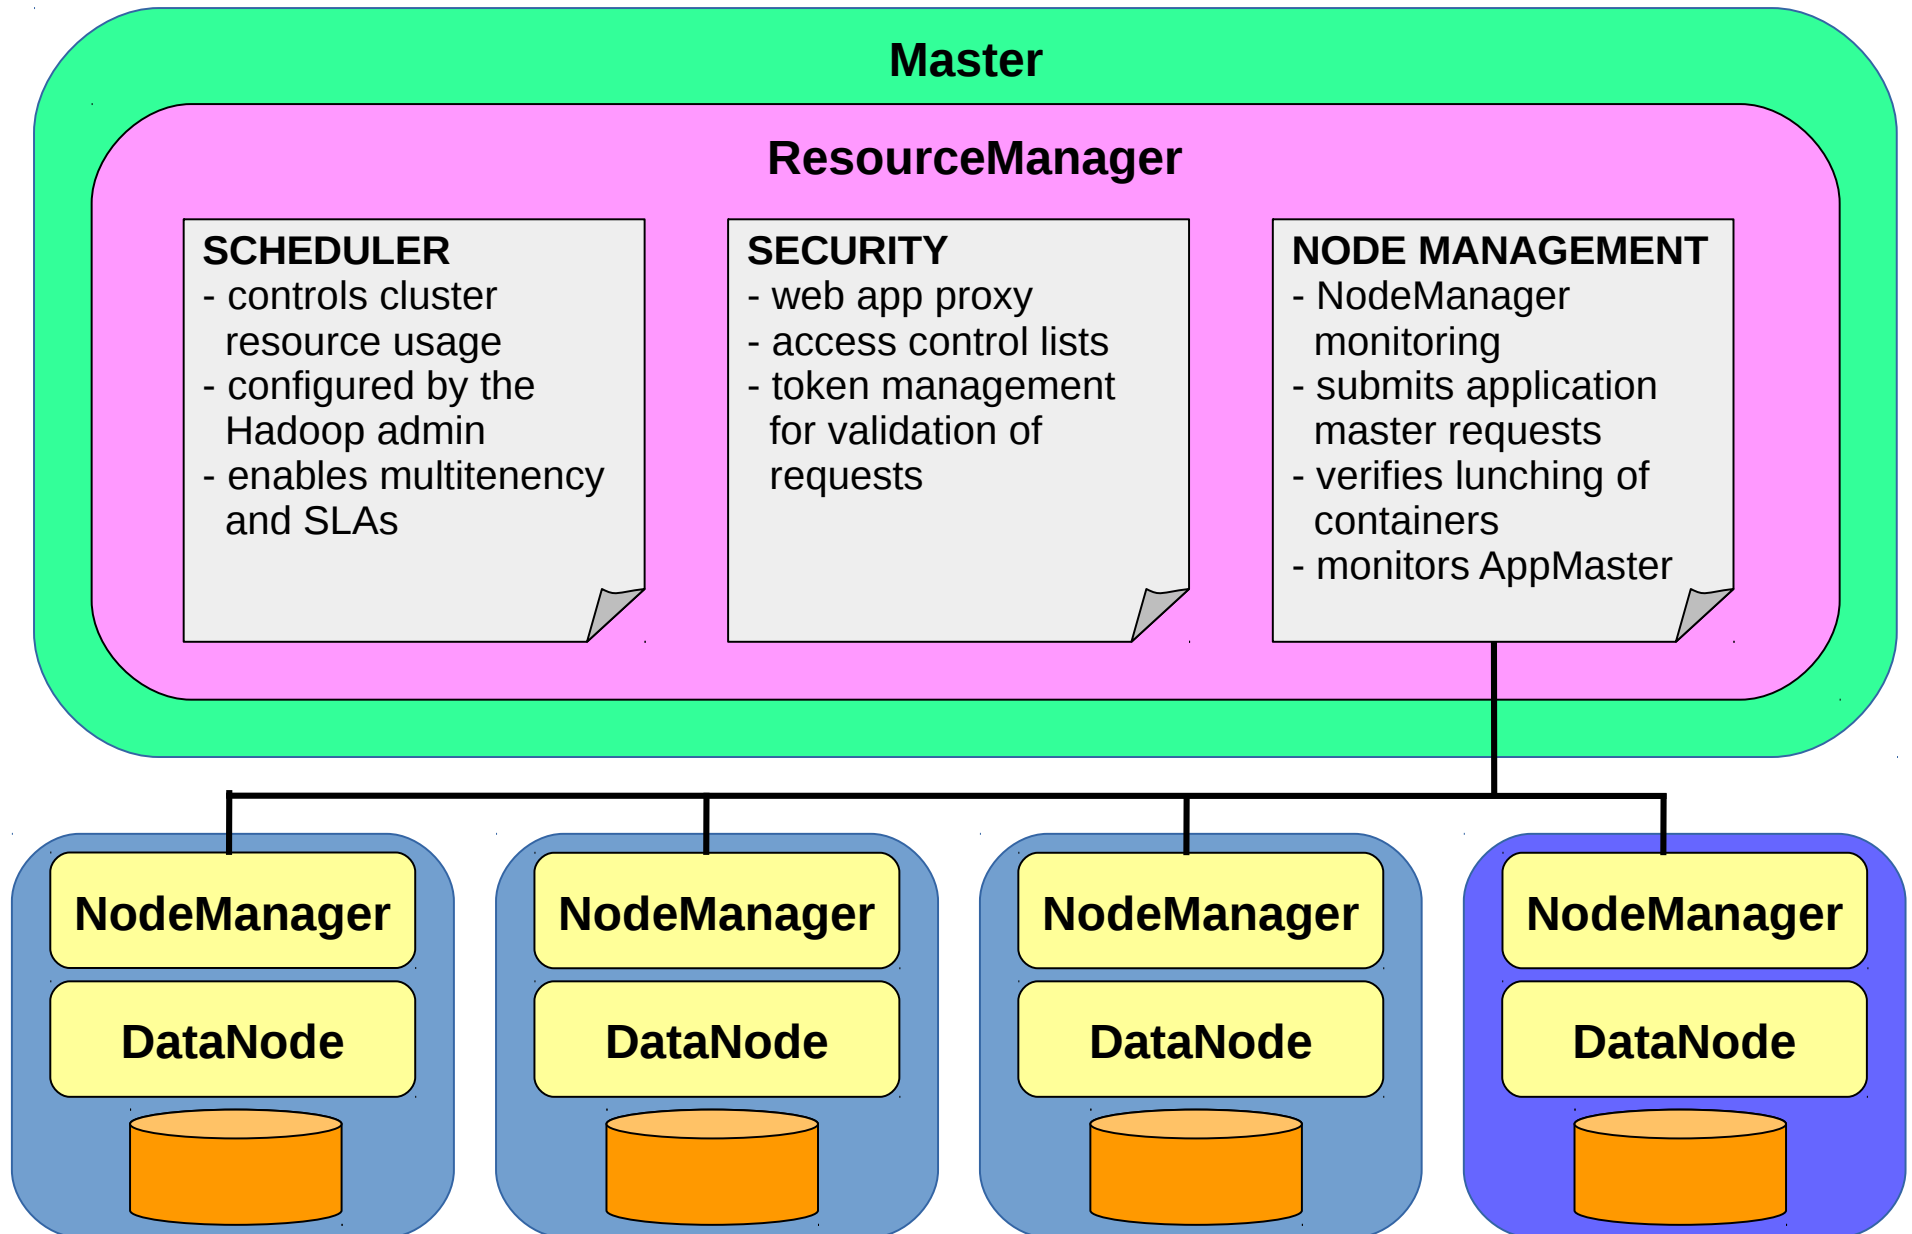 Master
ResourceManager
SCHEDULER
- controls cluster
resource usage
- configured by the
Hadoop admin
- enables multitenency
and SLAs
SECURITY
- web app proxy
- access control lists
- token management
for validation of
requests
NODE MANAGEMENT
- NodeManager
monitoring
- submits application
master requests
- verifies lunching of
containers
- monitors AppMaster
NodeManager
DataNode
NodeManager
DataNode
NodeManager
DataNode
NodeManager
DataNode